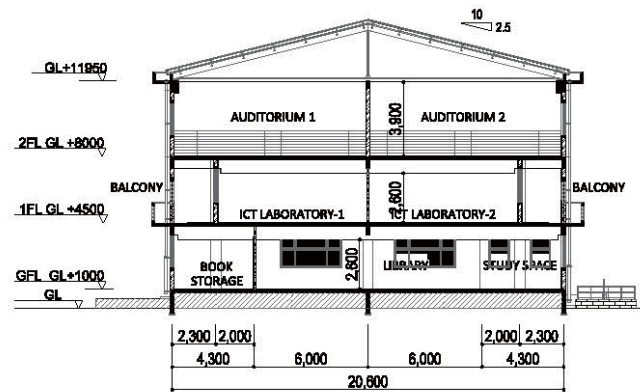 10
2.5
GL+11950
AUDITORIUM 1
AUDITORIUM 2
3,900
2FL GL +8000
BALCONY
BALCONY
2,600
1FL GL +4500
ICT LABORATORY-1
ICT LABORATORY-2
BOOK
STORAGE
2,600
LIBRARY
STUDY SPACE
GFL GL+1000
GL
2,300
2,000
2,000
2,300
4,300
6,000
6,000
4,300
20,600